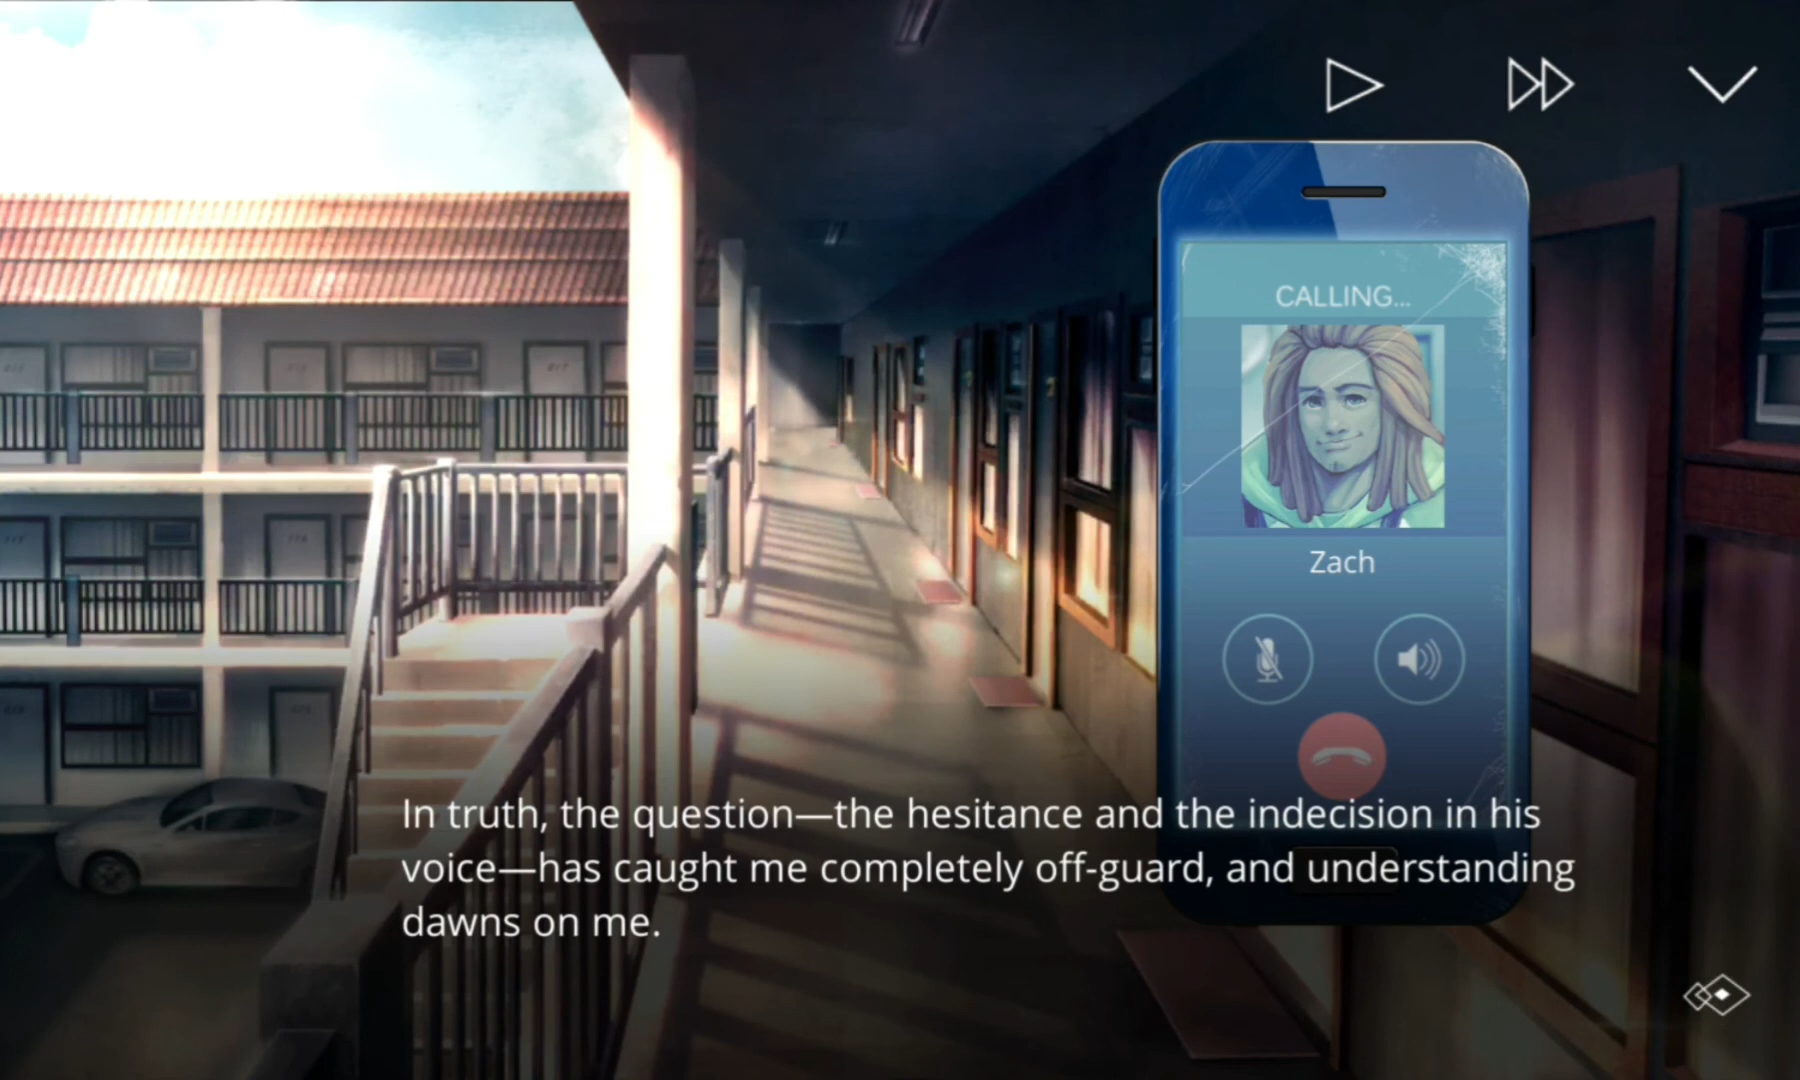 CALLING...
Zach
In truth, the question—the hesitance and the indecision in his
voice—has caught me completely off-guard, and understanding
dawns on me.